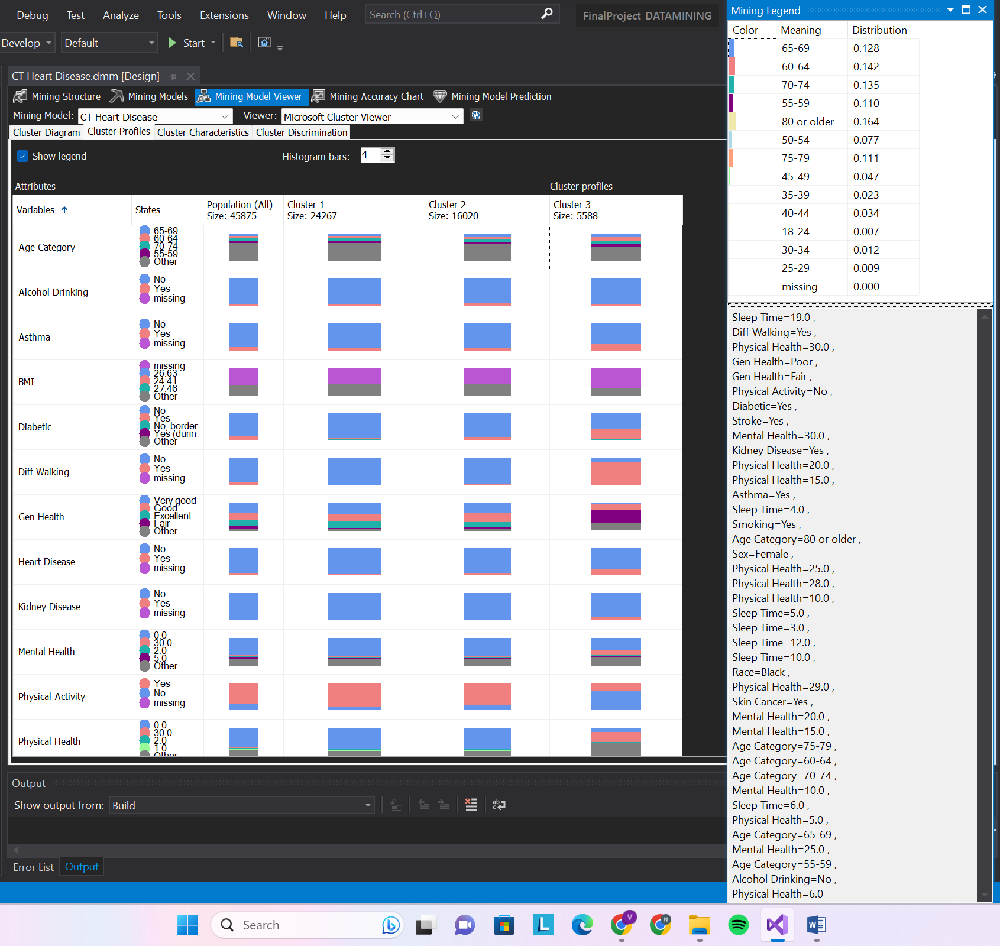 Debug Test Analyze Tools Extensions Window Help Search (Ctrl+Q) FinalProject_DATAMINING
Develop Default Start
CT Heart Disease.dmm [Design]
Mining Structure Mining Models Mining Model Viewer Mining Accuracy Chart Mining Model Prediction
Mining Model: CT Heart Disease Viewer: Microsoft Cluster Viewer
Cluster Diagram Cluster Profiles Cluster Characteristics Cluster Discrimination
Show legend Histogram bars: 4
Attributes Cluster profiles
Variables States Population (All) Cluster 1 Cluster 2 Cluster 3
Size: 45875 Size: 24267 Size: 16020 Size: 5588
Age Category
65-69
60-64
70-74
55-59
Other
Alcohol Drinking
No
Yes
missing
Asthma
No
Yes
missing
BMI
missing
26.63
24.41
27.46
Other
Diabetic
No
Yes
No; border
Yes (durin
Other
Diff Walking
No
Yes
missing
Gen Health
Very good
Good
Excellent
Fair
Other
Heart Disease
No
Yes
missing
Kidney Disease
No
Yes
missing
Mental Health
0.0
30.0
2.0
5.0
Other
Physical Activity
Yes
No
missing
Physical Health
0.0
30.0
2.0
1.0
Other
Output
Show output from: Build
Error List Output
Mining Legend
Color Meaning Distribution
65-69 0.128
60-64 0.142
70-74 0.135
55-59 0.110
80 or older 0.164
50-54 0.077
75-79 0.111
45-49 0.047
35-39 0.023
40-44 0.034
18-24 0.007
30-34 0.012
25-29 0.009
missing 0.000
Sleep Time=19.0 ,
Diff Walking=Yes ,
Physical Health=30.0 ,
Gen Health=Poor ,
Gen Health=Fair ,
Physical Activity=No ,
Diabetic=Yes ,
Stroke=Yes ,
Mental Health=30.0 ,
Kidney Disease=Yes ,
Physical Health=20.0 ,
Physical Health=15.0 ,
Asthma=Yes ,
Sleep Time=4.0 ,
Smoking=Yes ,
Age Category=80 or older ,
Sex=Female ,
Physical Health=25.0 ,
Physical Health=28.0 ,
Physical Health=10.0 ,
Sleep Time=5.0 ,
Sleep Time=3.0 ,
Sleep Time=12.0 ,
Sleep Time=10.0 ,
Race=Black ,
Physical Health=29.0 ,
Skin Cancer=Yes ,
Mental Health=20.0 ,
Mental Health=15.0 ,
Age Category=75-79 ,
Age Category=60-64 ,
Age Category=70-74 ,
Mental Health=10.0 ,
Sleep Time=6.0 ,
Physical Health=5.0 ,
Age Category=65-69 ,
Mental Health=25.0 ,
Age Category=55-59 ,
Alcohol Drinking=No ,
Physical Health=6.0
Search